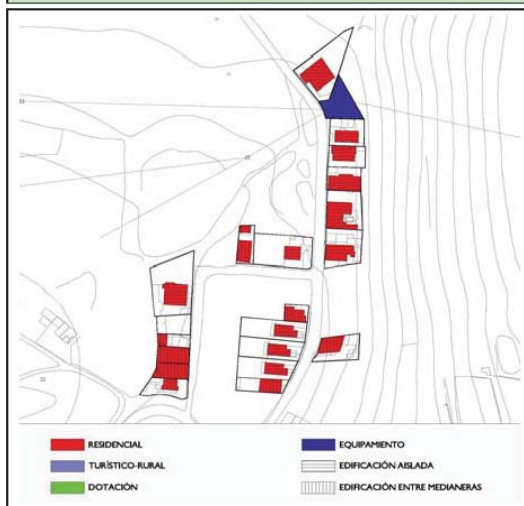 RESIDENCIAL
TURÍSTICO-RURAL
DOTACIÓN
EQUIPAMIENTO
EDIFICACIÓN AISLADA
EDIFICACIÓN ENTRE MEDIANERAS